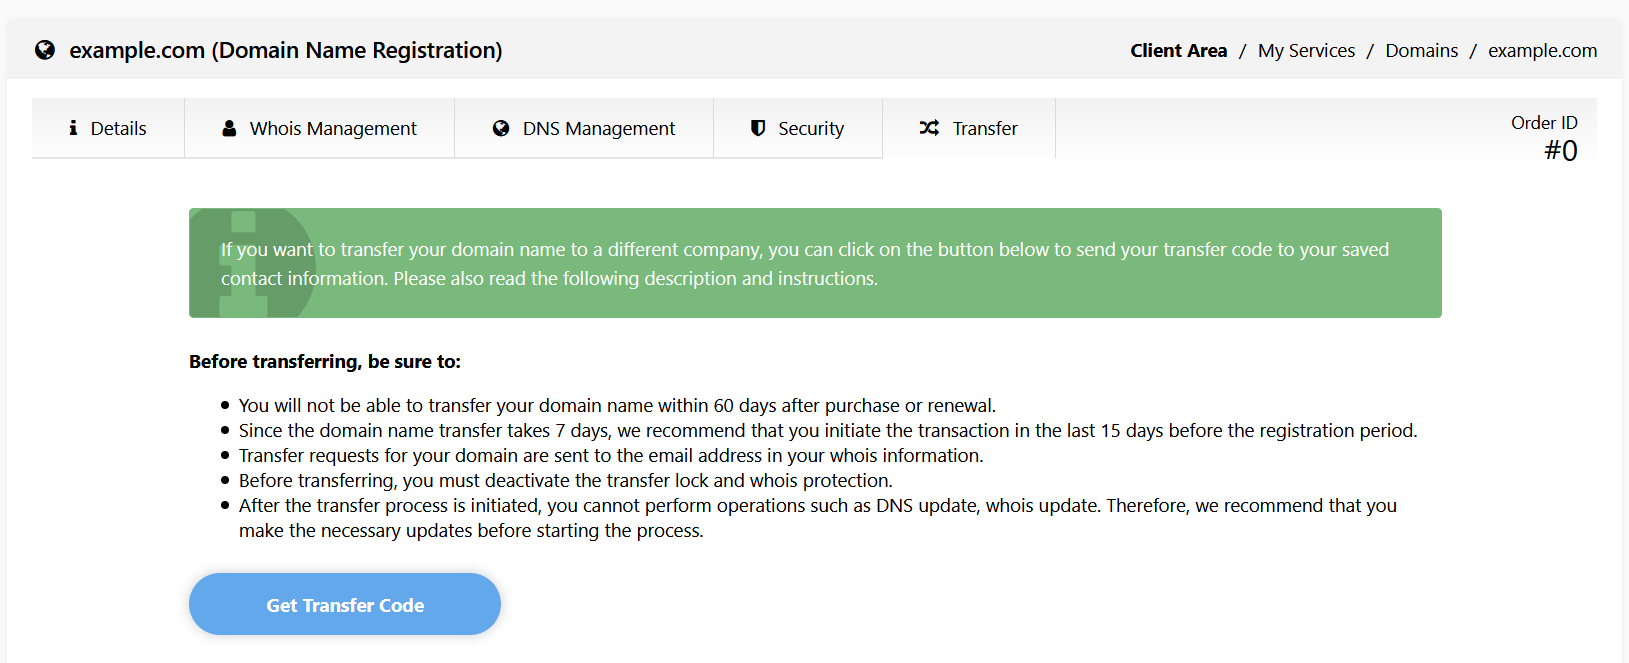 example.com (Domain Name Registration)
Client Area / My Services / Domains / example.com
Details
Whois Management
DNS Management
Security
Transfer
Order ID
#0
If you want to transfer your domain name to a different company, you can click on the button below to send your transfer code to your saved
contact information. Please also read the following description and instructions.
Before transferring, be sure to:
You will not be able to transfer your domain name within 60 days after purchase or renewal.
Since the domain name transfer takes 7 days, we recommend that you initiate the transaction in the last 15 days before the registration period.
Transfer requests for your domain are sent to the email address in your whois information.
Before transferring, you must deactivate the transfer lock and whois protection.
After the transfer process is initiated, you cannot perform operations such as DNS update, whois update. Therefore, we recommend that you
make the necessary updates before starting the process.
Get Transfer Code